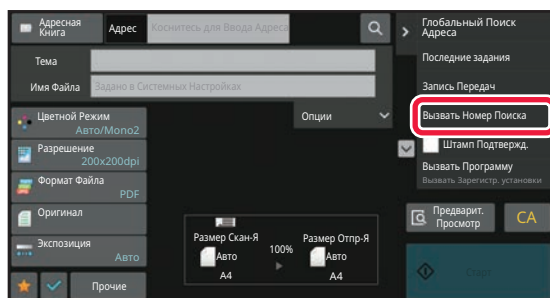 Адресная
Книга
Адрес
Коснитесь для Ввода Адреса
Тема
Имя Файла
Задано в Системных Настройках
Цветной Режим
Авто/Mono2
Разрешение
200x200dpi
Формат Файла
PDF
Оригинал
Экспозиция
Авто
Прочие
Опции
Размер Скан-Я
Авто
A4
100%
Размер Отпр-Я
Авто
A4
Глобальный Поиск
Адреса
Последние задания
Запись Передач
Вызвать Номер Поиска
Штамп Подтвержд.
Вызвать Программу
Вызвать Зарегистр. установки
Предварит.
Просмотр
CA
Старт